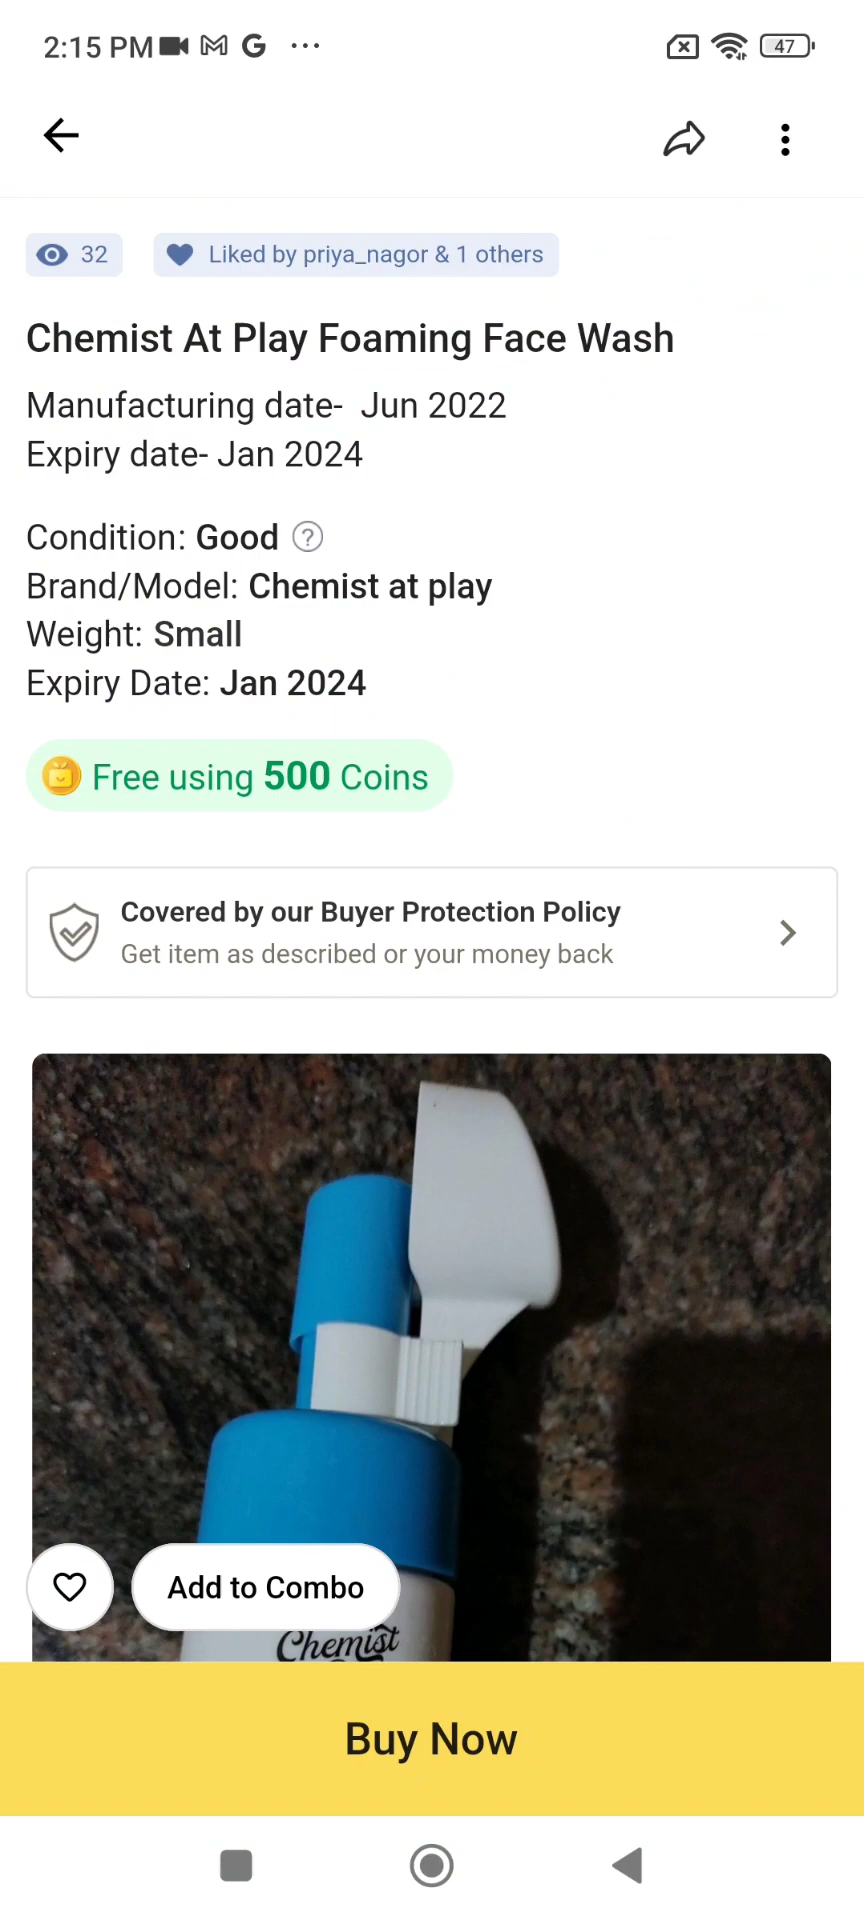 2:15 PM
47
32
Liked by priya_nagor & 1 others
Chemist At Play Foaming Face Wash
Manufacturing date-  Jun 2022
Expiry date- Jan 2024
Condition: Good ?
Brand/Model: Chemist at play
Weight: Small
Expiry Date: Jan 2024
Free using 500 Coins
Covered by our Buyer Protection Policy
Get item as described or your money back
Add to Combo
Chemist
Buy Now